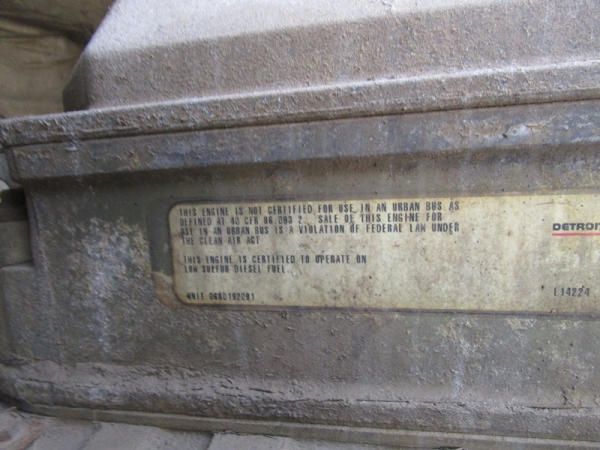 THIS ENGINE IS NOT CERTIFIED FOR USE IN AN URBAN BUS AS
DEFINED AT 40 CFR 86.093 2. SALE OF THIS ENGINE FOR
USE IN AN URBAN BUS IS A VIOLATION OF FEDERAL LAW UNDER
THE CLEAN AIR ACT
THIS ENGINE IS CERTIFIED TO OPERATE ON
LOW SULFUR DIESEL FUEL.
UNIT 06R0192091
DETROI
L14224